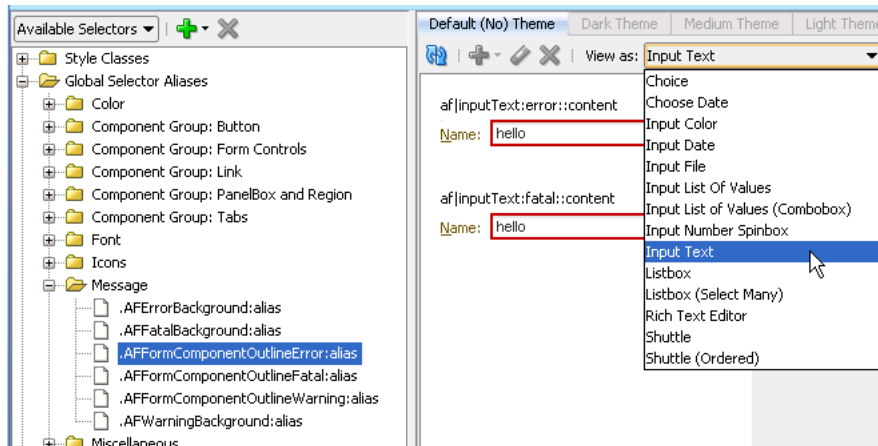 Available Selectors
Style Classes
Global Selector Aliases
Color
Component Group: Button
Component Group: Form Controls
Component Group: Link
Component Group: PanelBox and Region
Component Group: Tabs
Font
Icons
Message
.AFErrorBackground:alias
.AFFatalBackground:alias
.AFFormComponentOutlineError:alias
.AFFormComponentOutlineFatal:alias
.AFFormComponentOutlineWarning:alias
.AFWarningBackground:alias
Miscellaneous
Default (No) Theme Dark Theme Medium Theme Light Theme
View as: Input Text
af|inputText:error::content
Name: hello
af|inputText:fatal::content
Name: hello
Choice
Choose Date
Input Color
Input Date
Input File
Input List Of Values
Input List of Values (Combobox)
Input Number Spinbox
Input Text
Listbox
Listbox (Select Many)
Rich Text Editor
Shuttle
Shuttle (Ordered)